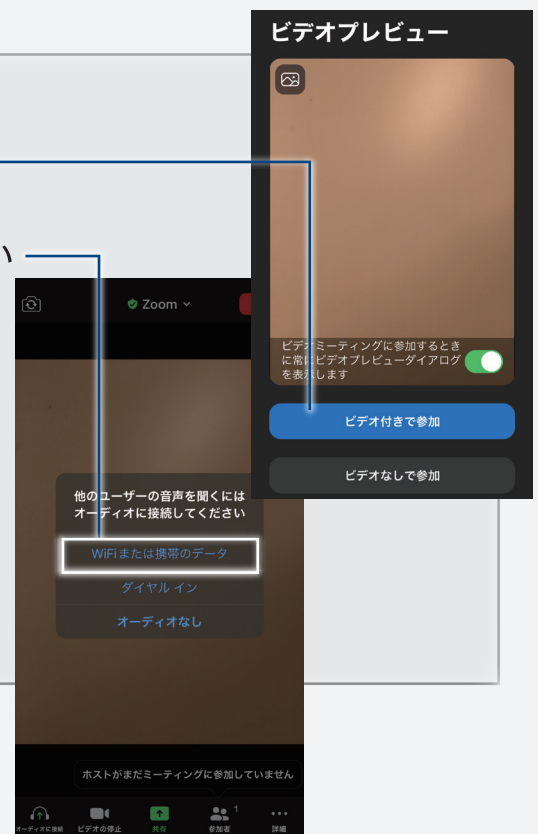 ビデオプレビュー
い
Zoom
ビデオミーティングに参加するとき
に常にビデオプレビューダイアログ
を表示します
ビデオ付きで参加
ビデオなしで参加
他のユーザーの音声を聞くには
オーディオに接続してください
WiFiまたは携帯のデータ
ダイヤル イン
オーディオなし
ホストがまだミーティングに参加していません
1
オーディオに接続 ビデオの停止 共有 参加者 詳細